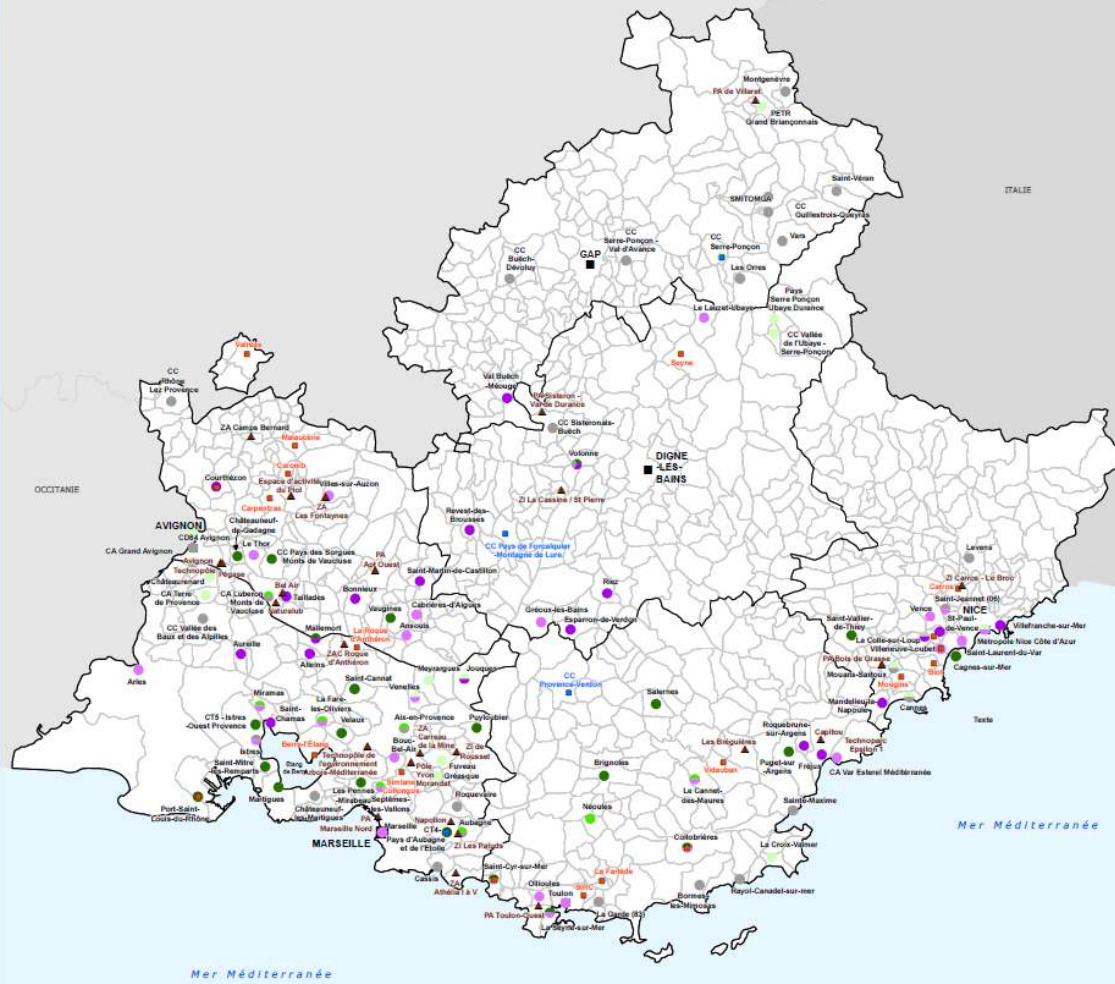 Montgenèvre
PA de Villaret
PETR
Grand Briançonnais
ITALIE
Saint-Véran
SMITOMGA
CC
Guillestrois-Queyras
Vars
CC
Serre-Ponçon -
Val d'Avance
CC
Serre-Ponçon
GAP
CC
Buëch-
Dévoluy
Les Orres
Pays
Serre Ponçon
Ubaye Durance
Le Lauzet-Ubaye
CC Vallée
de l'Ubaye -
Serre-Ponçon
Valréas
Seyne
CC
Rhône
Lez Provence
Val Buëch
-Méouge
PA Sisteron -
Val de Durance
CC Sisteronais-
Buëch
ZA Camps Bernard
Malaucène
Volonne
DIGNE
-LES-
BAINS
Caromb
Espace d'activité
du Piol
OCCITANIE
Courthézon
Villes-sur-Auzon
ZI La Cassine / St Pierre
Carpentras
ZA
Les Fontaynes
Revest-des-
Brousses
Châteauneuf-
de-Gadagne
AVIGNON
CD84 Avignon
CA Grand Avignon
Le Thor
CC Pays des Sorgues
Monts de Vaucluse
CC Pays de Forcalquier
-Montagne de Lure
PA
Apt Ouest
Avignon
Technopôle
Pégase
Châteaurenard
Saint-Martin-de-Castillon
Levens
ZI Carros - Le Broc
Carros
CA Terre
de Provence
CA Luberon
Monts de
Vaucluse
Bel Air
Taillades
Naturalub
Bonnieux
Riez
Saint-Jeannet (06)
NICE
Vence
St-Paul-
de-Vence
Villefranche-sur-Mer
Vaugines
Cabrières-d'Aigues
Gréoux-les-Bains
Esparron-de-Verdon
Saint-Vallier-
de-Thiey
CC Vallée des
Baux et des Alpilles
Mallemort
La Roque
d'Anthéron
Ansouis
La Colle-sur-Loup
Métropole Nice Côte d'Azur
Villeneuve-Loubet
Saint-Laurent-du-Var
Aureille
Alleins
ZAC Roque
d'Anthéron
PA Bois de Grasse
Mouans-Sartoux
Biot
Cagnes-sur-Mer
Arles
Meyrargues
Jouques
CC
Provence-Verdon
Mougins
Saint-Cannat
Venelles
Miramas
Saint-
Chamas
La Fare-
les-Oliviers
Salernes
Mandelieu-la-
Napoule
Cannes
CT5 - Istres
-Ouest Provence
Velaux
Aix-en-Provence
Puyloubier
Texte
Istres
Berre-l'Étang
Bouc-
Bel-Air
ZA
Carreau
de la Mine
Roquebrune-
sur-Argens
Capitou
Technoparc
Epsilon 1
Étang
de Berre
Technopôle de
l'environnement
Arbois-Méditerranée
ZI de
Rousset
Les Bréguières
Saint-Mitre
-les-Remparts
Pôle
Yvon
Morandat
Fuveau
Gréasque
Brignoles
Vidauban
Puget-sur
-Argens
Fréjus
CA Var Esterel Méditerranée
Simiane
-Collongue
Martigues
Les Pennes
-Mirabeau
Septèmes-
les-Vallons
Le Cannet-
des-Maures
Port-Saint-
Louis-du-Rhône
Châteauneuf-
les-Martigues
Roquevaire
Sainte-Maxime
Néoules
PA
Marseille Nord
Napollon
Aubagne
Mer Méditerranée
MARSEILLE
Marseille
CT4-
Pays d'Aubagne
et de l'Étoile
ZI Les Paluds
Collobrières
La Croix-Valmer
Cassis
ZA
Athélia I à V
Saint-Cyr-sur-Mer
La Farlède
Ollioules
Toulon
Bormes-
les-Mimosas
Rayol-Canadel-sur-mer
PA Toulon-Ouest
La Garde (83)
La Seyne-sur-Mer
Mer Méditerranée